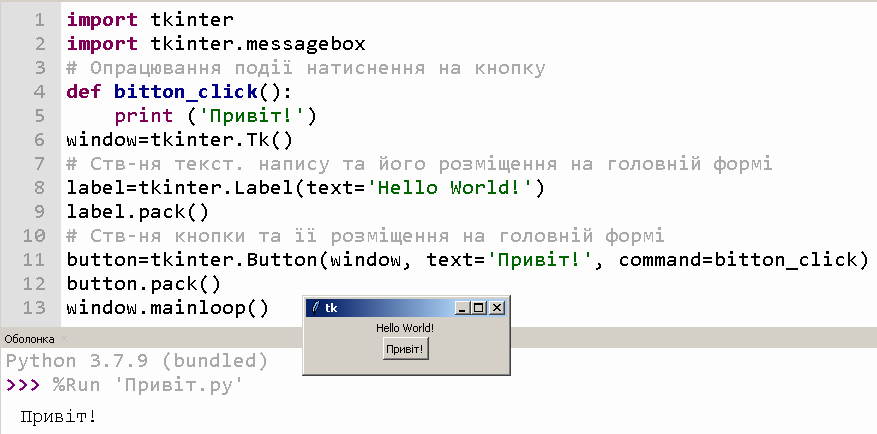 1 import tkinter
2 import tkinter.messagebox
3 # Опрацювання події натиснення на кнопку
4 def bitton_click():
5     print ('Привіт!')
6 window=tkinter.Tk()
7 # Ств-ня текст. напису та його розміщення на головній формі
8 label=tkinter.Label(text='Hello World!')
9 label.pack()
10 # Ств-ня кнопки та її розміщення на головній формі
11 button=tkinter.Button(window, text='Привіт!', command=bitton_click)
12 button.pack()
13 window.mainloop()
tk
Hello World!
Привіт!
Оболонка
Python 3.7.9 (bundled)
>>> %Run 'Привіт.py'
Привіт!